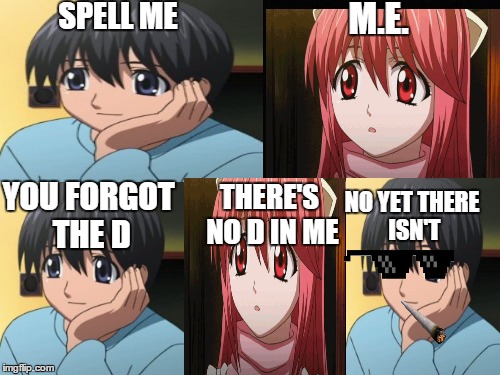 SPELL ME
M.E.
YOU FORGOT
THE D
THERE'S
NO D IN ME
NO YET THERE
ISN'T
imgflip.com